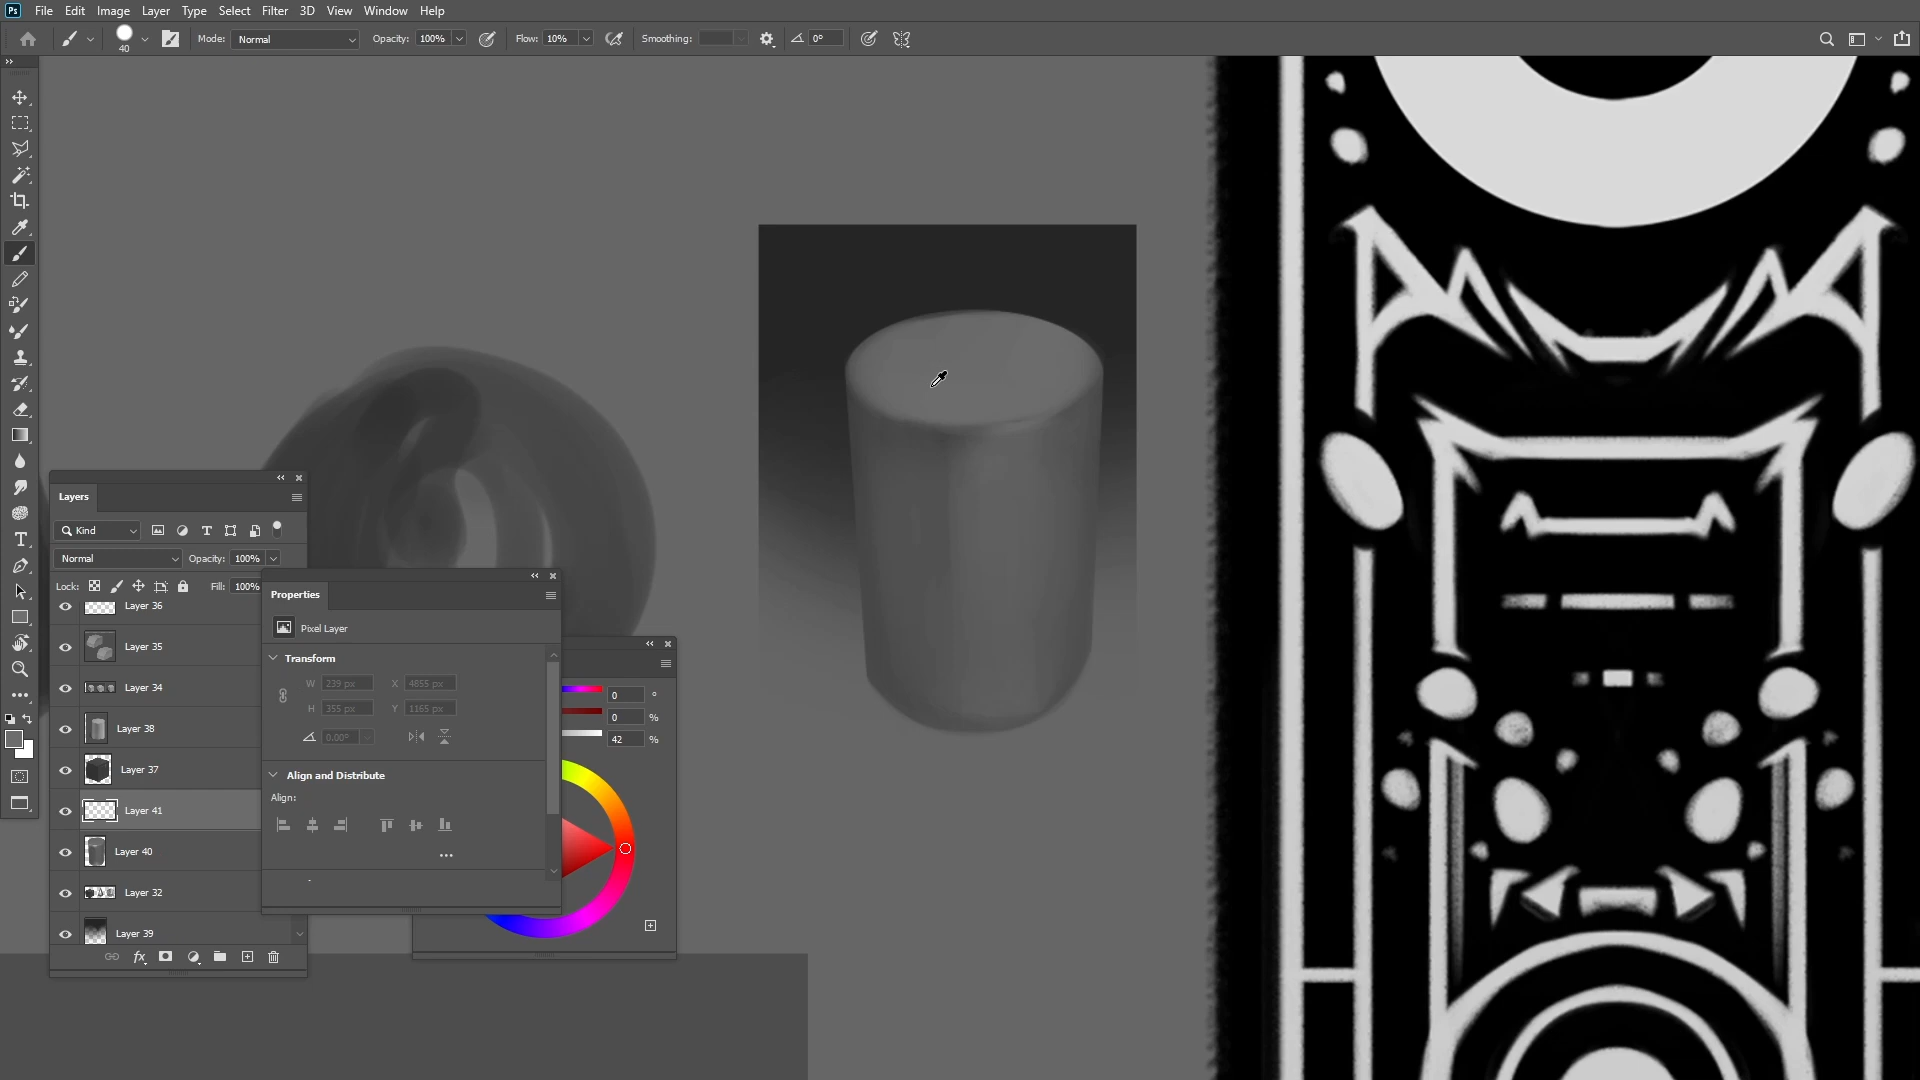 Ps File Edit Image Layer Type Select Filter 3D View Window Help
40 Mode: Normal Opacity: 100% Flow: 10% Smoothing: 0°
Layers
Kind
Normal Opacity: 100%
Lock: Fill: 100%
Layer 36
Layer 35
Layer 34
Layer 38
Layer 37
Layer 41
Layer 40
Layer 32
Layer 39
fx
Properties
Pixel Layer
Transform
W 239 px X 4855 px
H 355 px Y 1165 px
0.00°
Align and Distribute
Align:
0 °
0 %
42 %